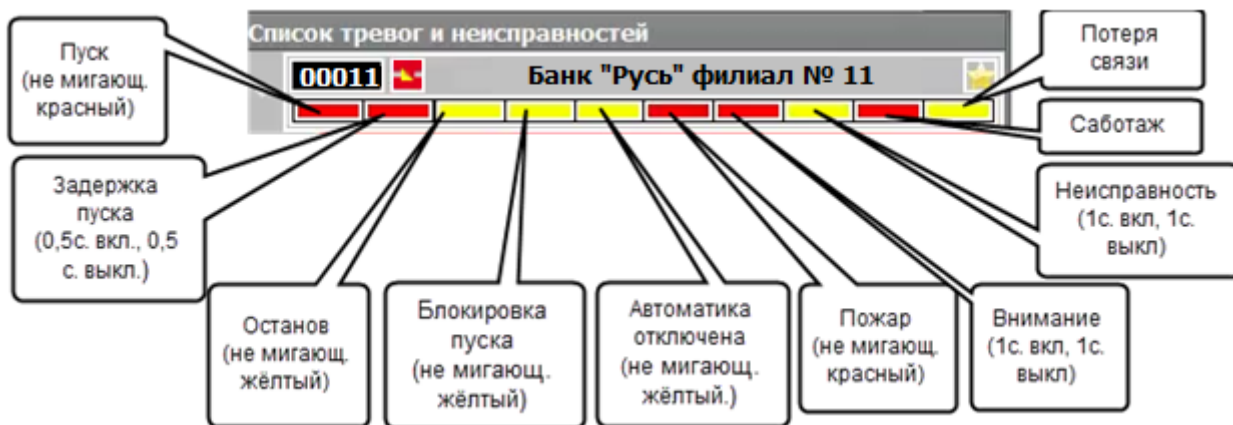 Список тревог и неисправностей
00011
Банк "Русь" филиал № 11
Пуск
(не мигающ.
красный)
Потеря
связи
Саботаж
Задержка
пуска
(0,5с. вкл., 0,5
с. выкл.)
Неисправность
(1с. вкл, 1с.
выкл)
Останов
(не мигающ.
жёлтый)
Блокировка
пуска
(не мигающ.
жёлтый)
Автоматика
отключена
(не мигающ.
жёлтый.)
Пожар
(не мигающ.
красный)
Внимание
(1с. вкл, 1с.
выкл)